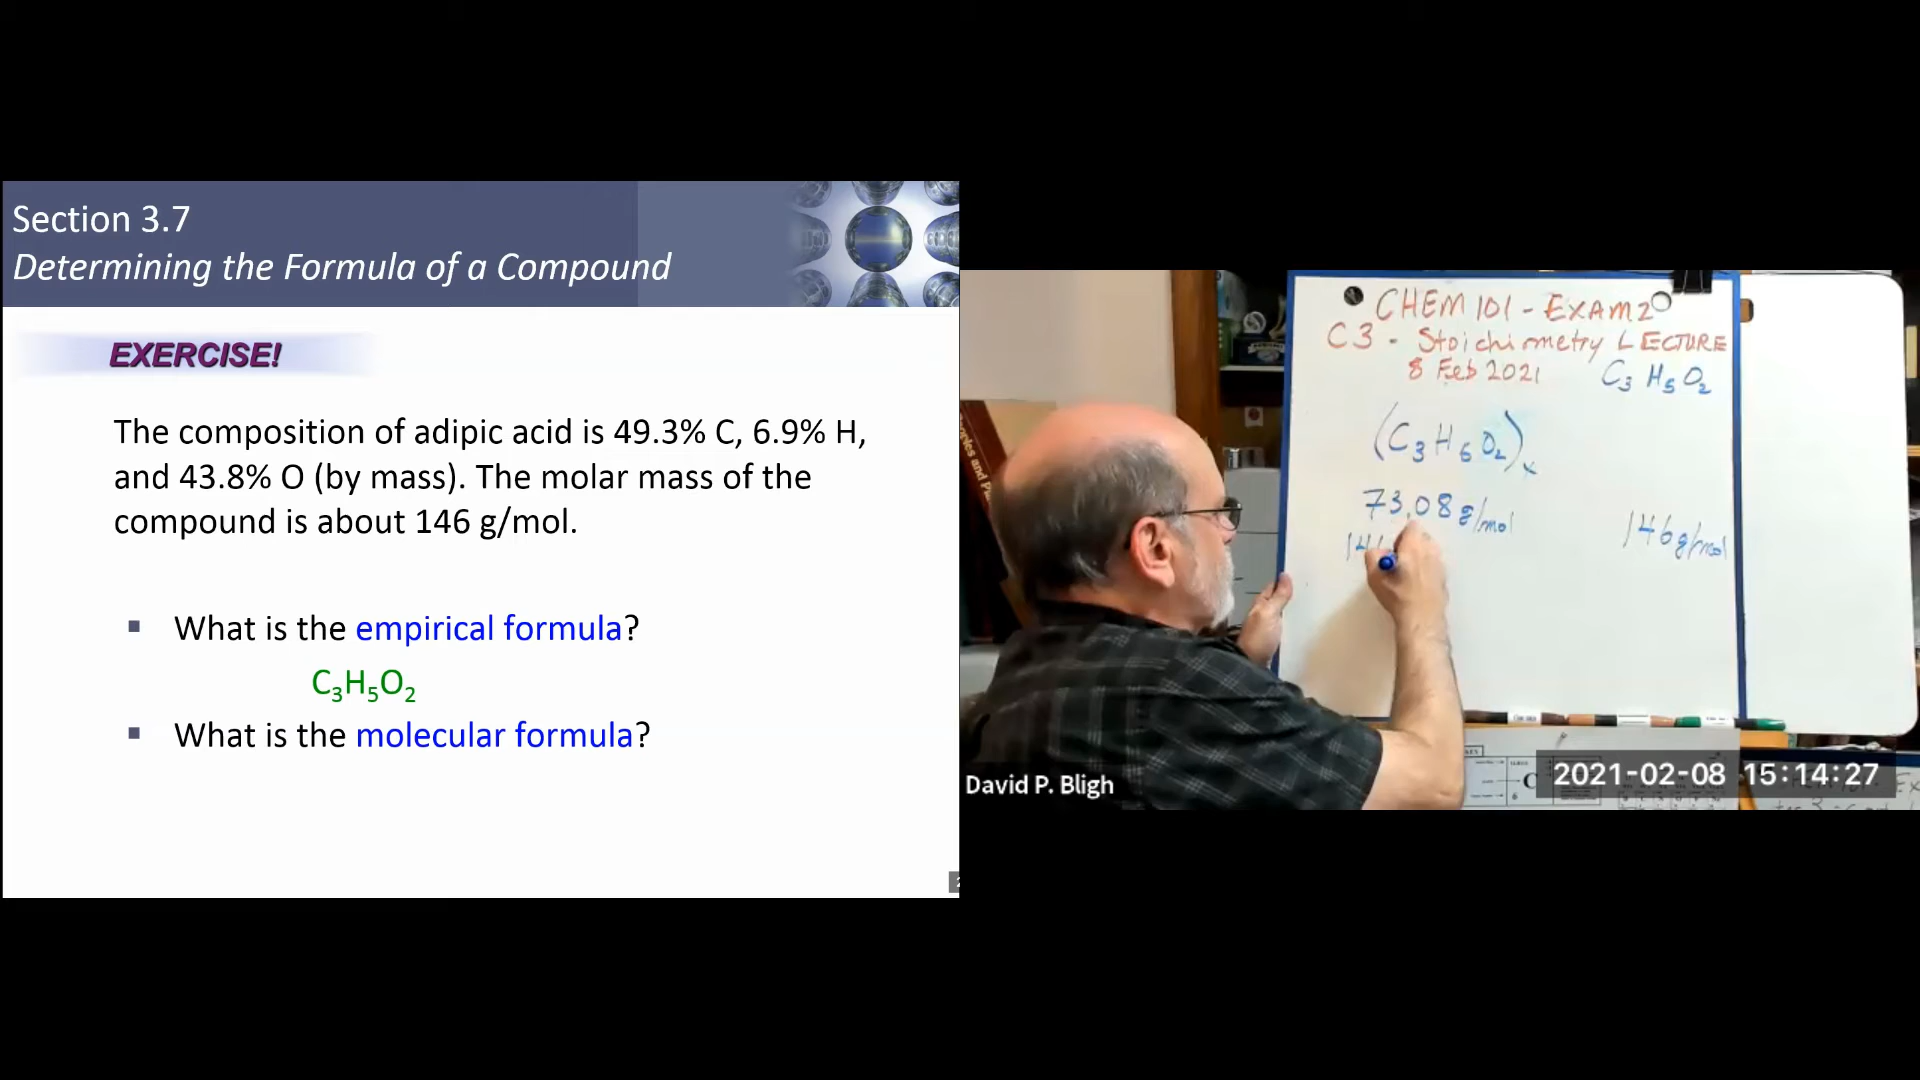 Section 3.7
Determining the Formula of a Compound
EXERCISE!
The composition of adipic acid is 49.3% C, 6.9% H,
and 43.8% O (by mass). The molar mass of the
compound is about 146 g/mol.
▪ What is the empirical formula?
C₃H₅O₂
▪ What is the molecular formula?
CHEM 101 - EXAM 2
C3 - Stoichiometry LECTURE
8 Feb 2021
C₃ H₅ O₂
(C₃ H₅ O₂)ₓ
73.08 g/mol
146 g/mol
14
David P. Bligh
2021-02-08 15:14:27